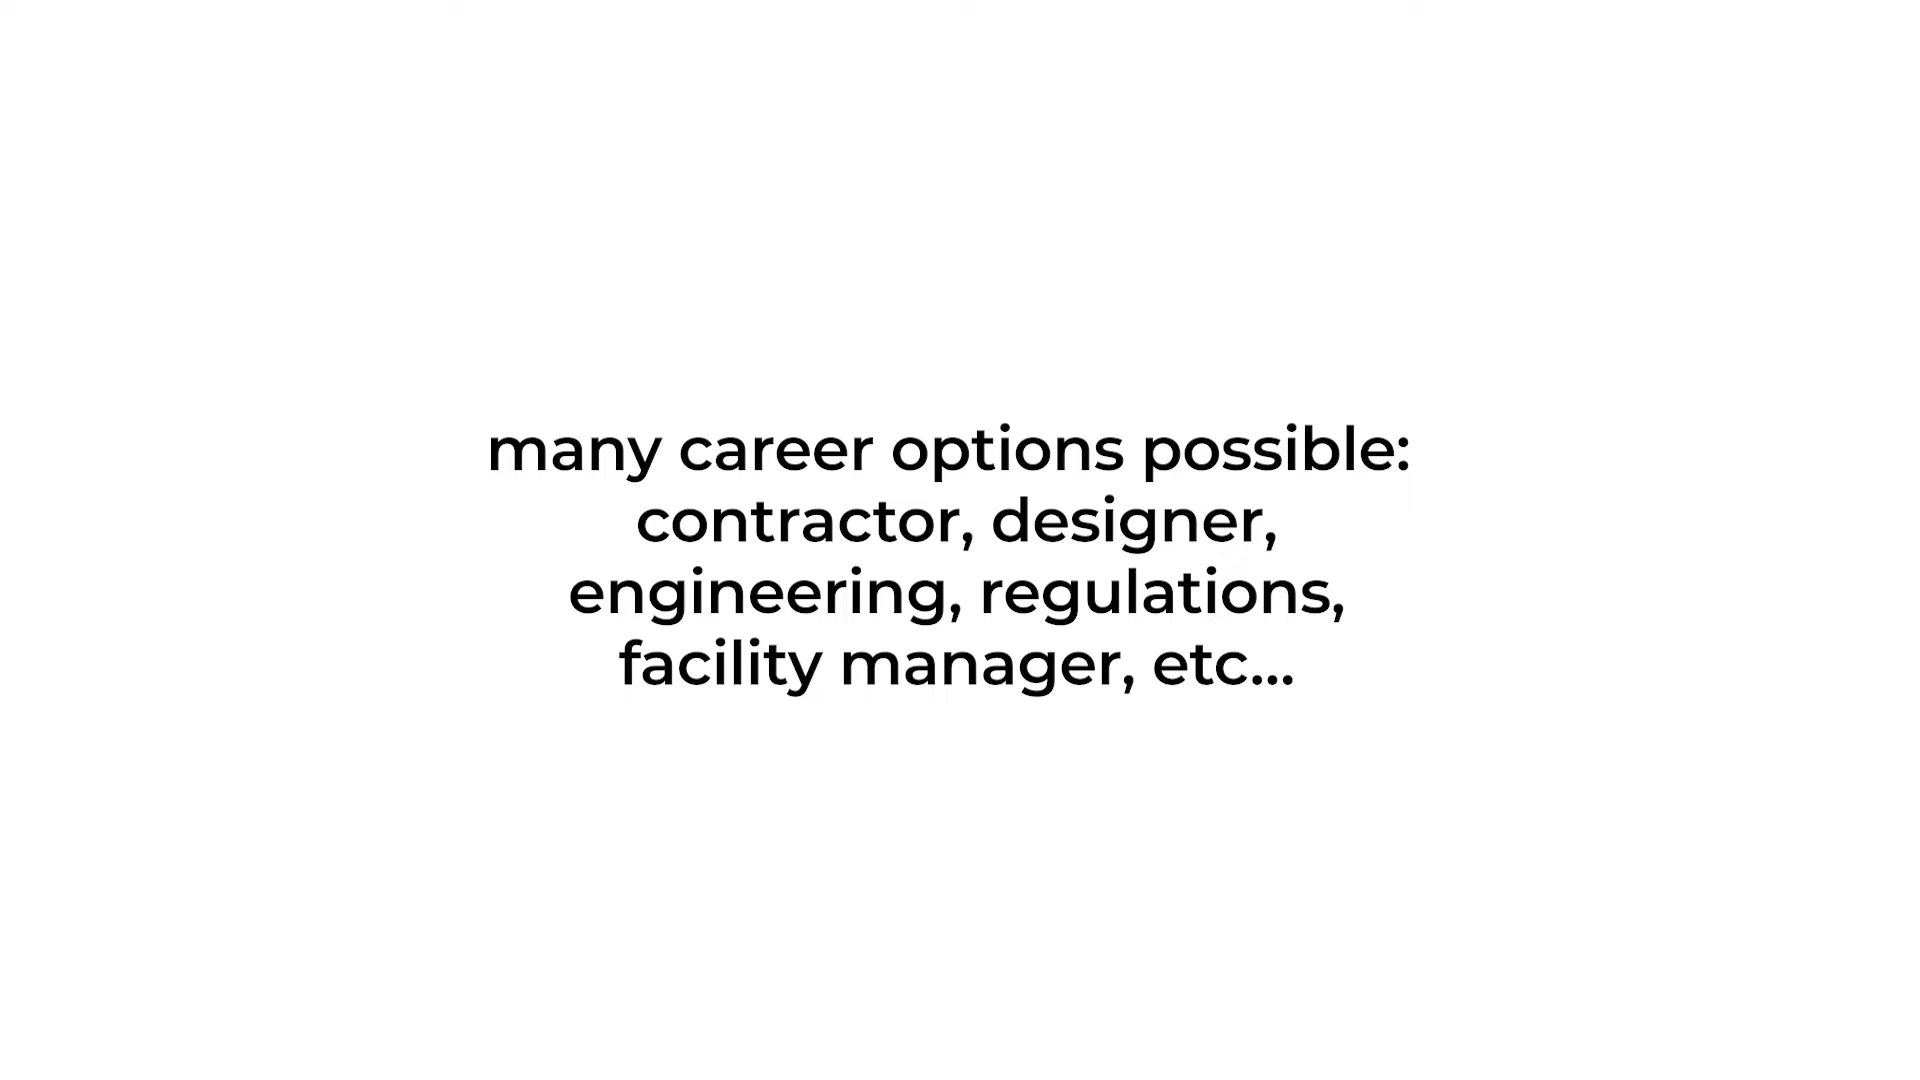 many career options possible:
contractor, designer,
engineering, regulations,
facility manager, etc...